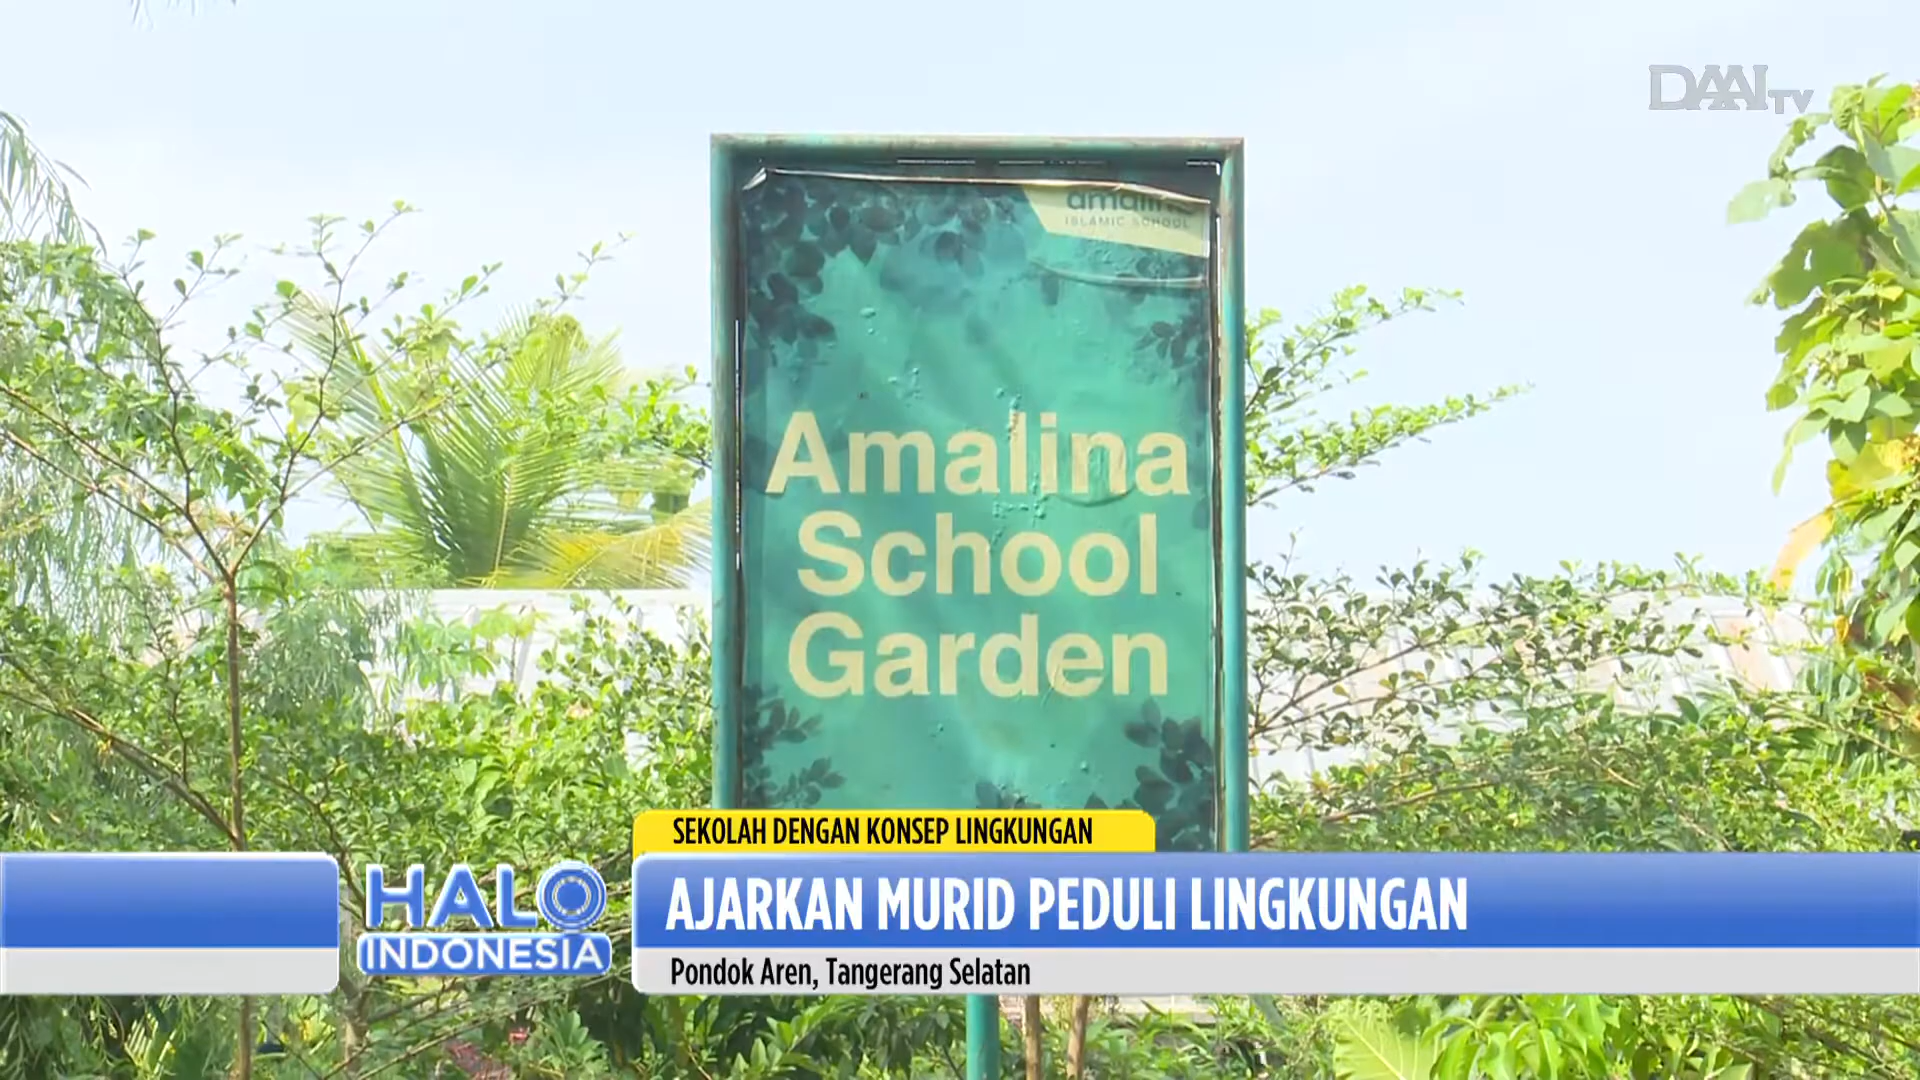 DAAI TV
amalina
ISLAMIC SCHOOL
Amalina
School
Garden
SEKOLAH DENGAN KONSEP LINGKUNGAN
HALO
INDONESIA
AJARKAN MURID PEDULI LINGKUNGAN
Pondok Aren, Tangerang Selatan